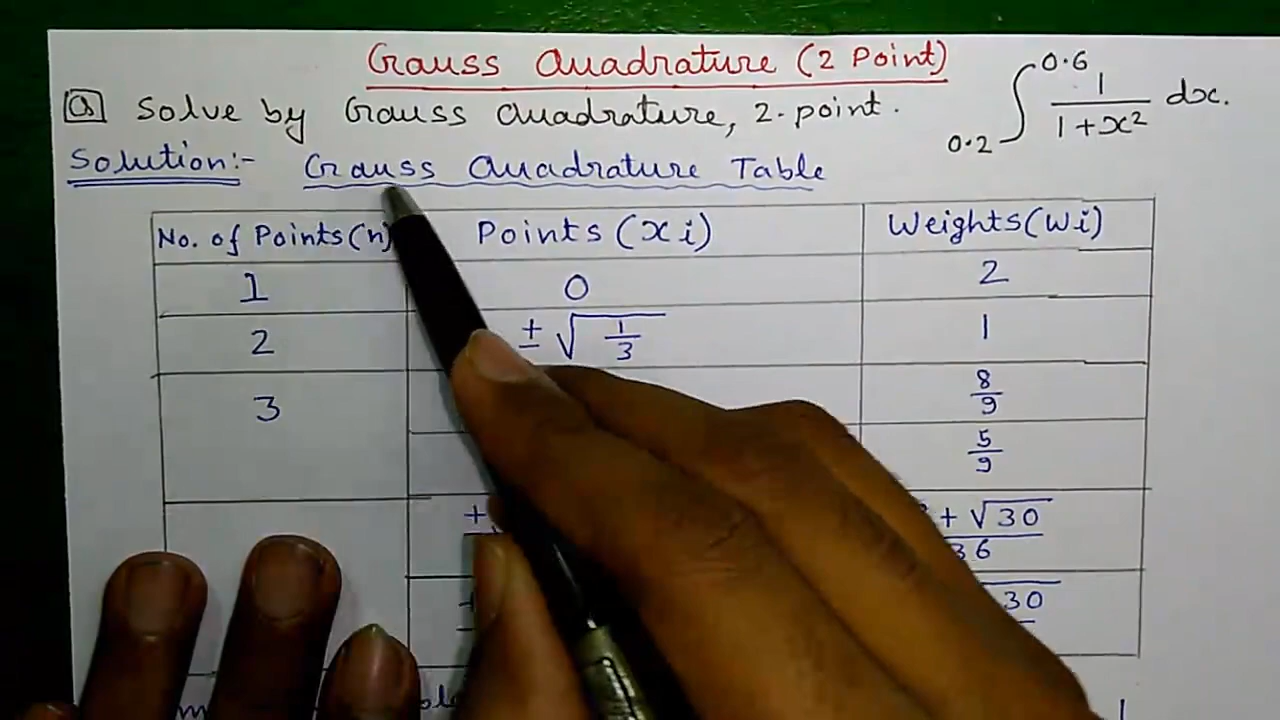 Gauss Quadrature (2 Point)
Q) Solve by Gauss Quadrature, 2-point. ∫ 0.2 0.6 1/(1+x²) dx.
Solution:- Gauss Quadrature Table
No. of Points(n) Points (xi) Weights(wi)
1 0 2
2 ± √(1/3) 1
3 8/9
5/9
+ √30
36
30